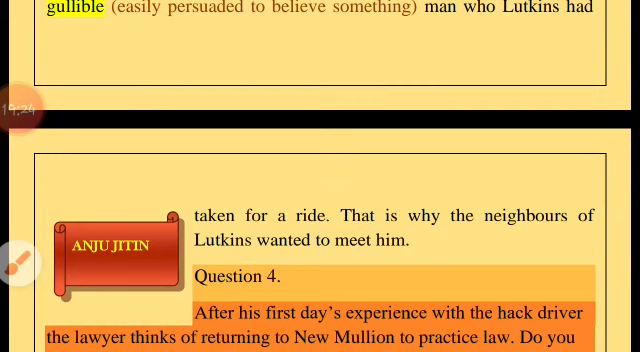 gullible (easily persuaded to believe something) man who Lutkins had
19:24
taken for a ride. That is why the neighbours of
ANJU JITIN
Lutkins wanted to meet him.
Question 4.
After his first day’s experience with the hack driver
the lawyer thinks of returning to New Mullion to practice law. Do you